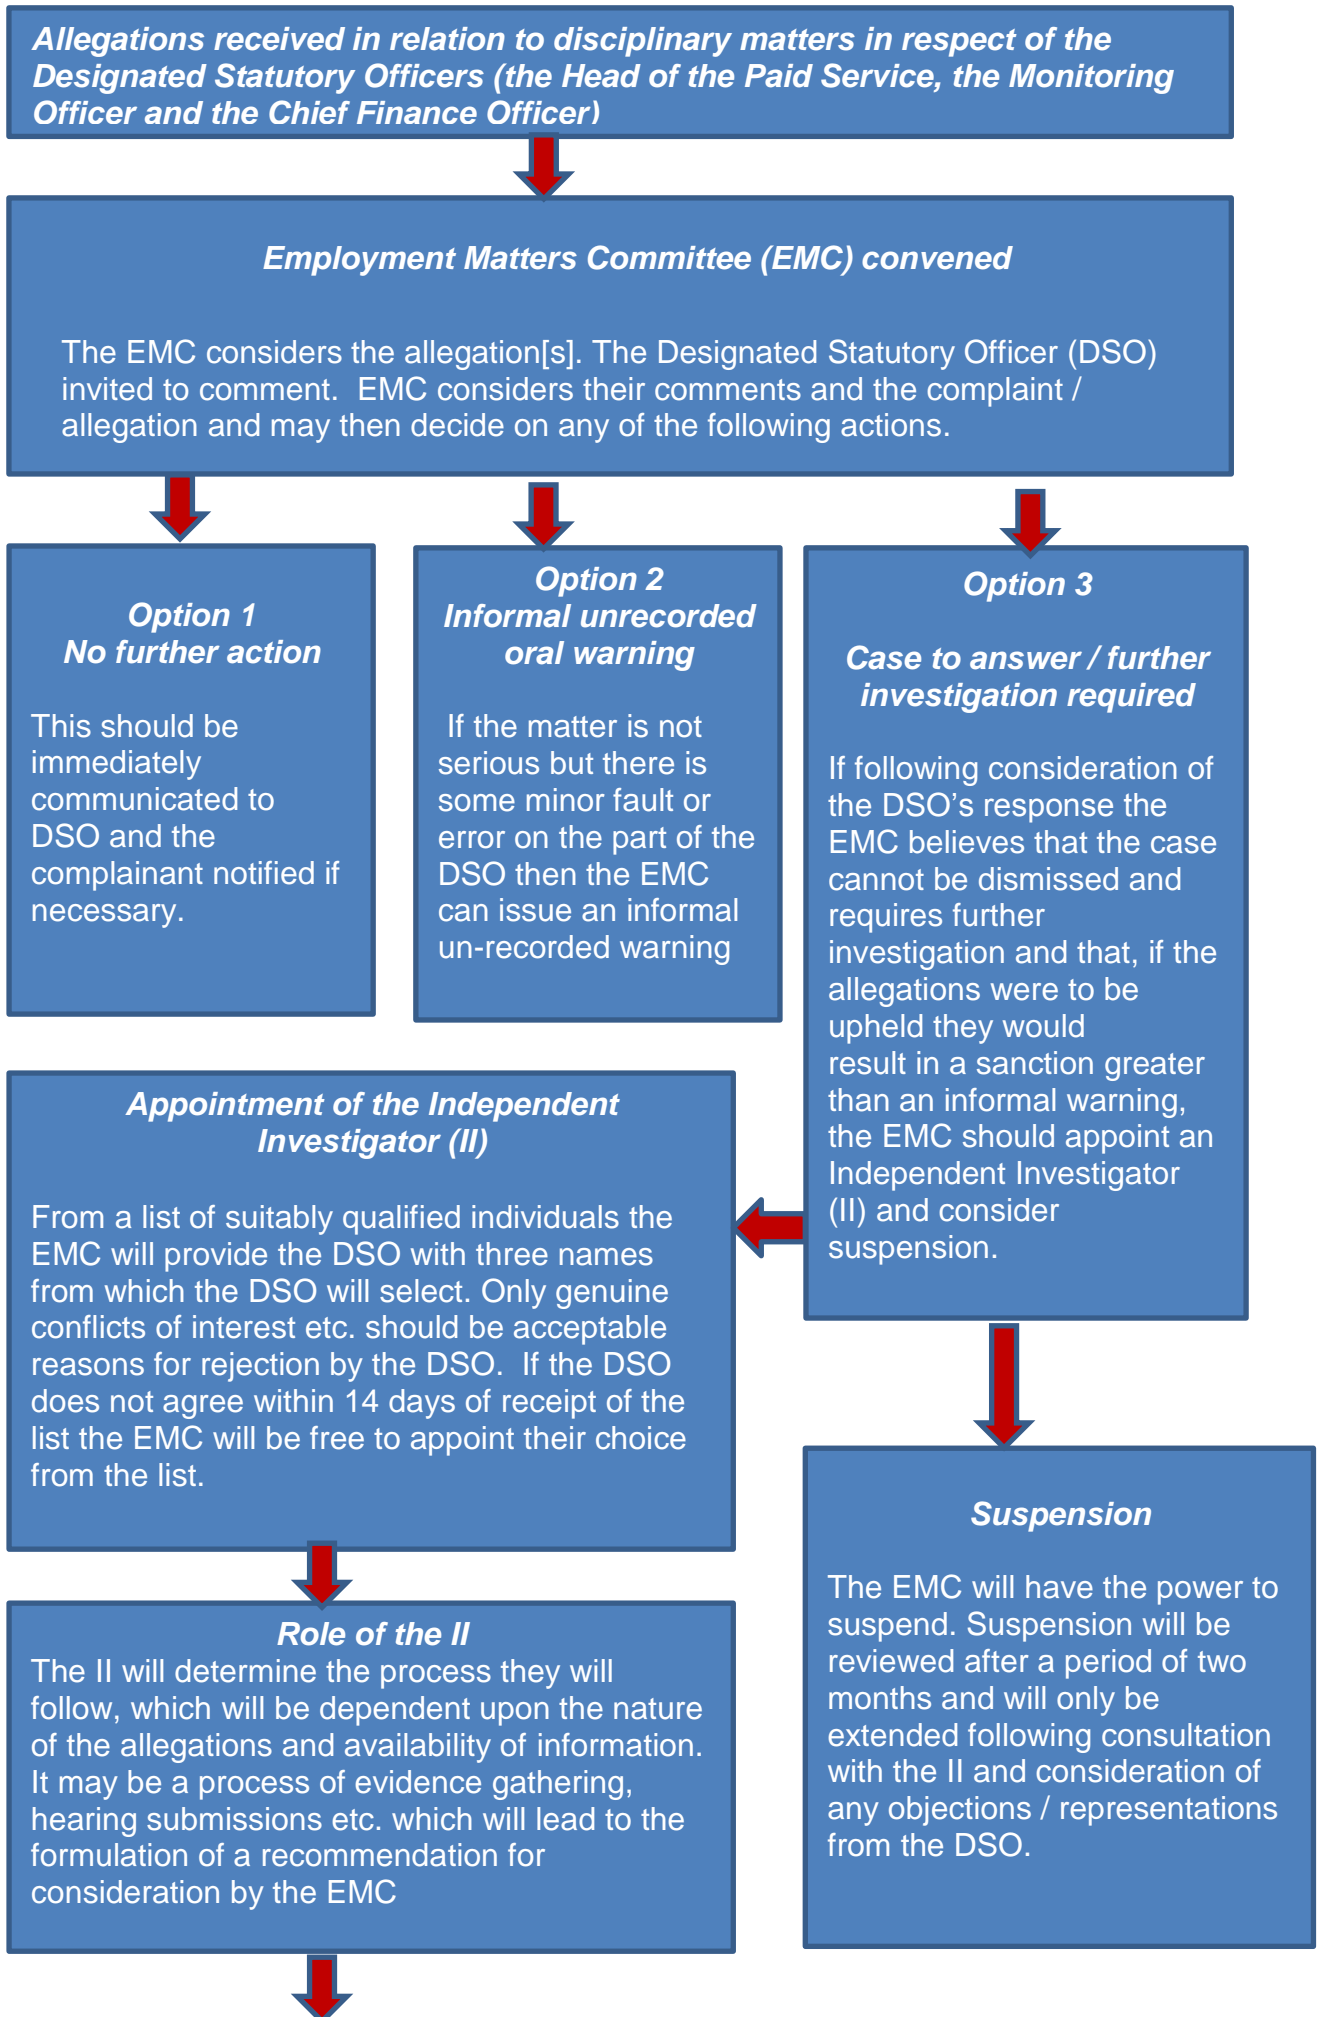 Allegations received in relation to disciplinary matters in respect of the
Designated Statutory Officers (the Head of the Paid Service, the Monitoring
Officer and the Chief Finance Officer)
Employment Matters Committee (EMC) convened
The EMC considers the allegation[s]. The Designated Statutory Officer (DSO)
invited to comment.  EMC considers their comments and the complaint /
allegation and may then decide on any of the following actions.
Option 1
No further action
This should be
immediately
communicated to
DSO and the
complainant notified if
necessary.
Option 2
Informal unrecorded
oral warning
If the matter is not
serious but there is
some minor fault or
error on the part of the
DSO then the EMC
can issue an informal
un-recorded warning
Option 3
Case to answer / further
investigation required
If following consideration of
the DSO’s response the
EMC believes that the case
cannot be dismissed and
requires further
investigation and that, if the
allegations were to be
upheld they would
result in a sanction greater
than an informal warning,
the EMC should appoint an
Independent Investigator
(II) and consider
suspension.
Appointment of the Independent
Investigator (II)
From a list of suitably qualified individuals the
EMC will provide the DSO with three names
from which the DSO will select. Only genuine
conflicts of interest etc. should be acceptable
reasons for rejection by the DSO.  If the DSO
does not agree within 14 days of receipt of the
list the EMC will be free to appoint their choice
from the list.
Suspension
The EMC will have the power to
suspend. Suspension will be
reviewed after a period of two
months and will only be
extended following consultation
with the II and consideration of
any objections / representations
from the DSO.
Role of the II
The II will determine the process they will
follow, which will be dependent upon the nature
of the allegations and availability of information.
It may be a process of evidence gathering,
hearing submissions etc. which will lead to the
formulation of a recommendation for
consideration by the EMC